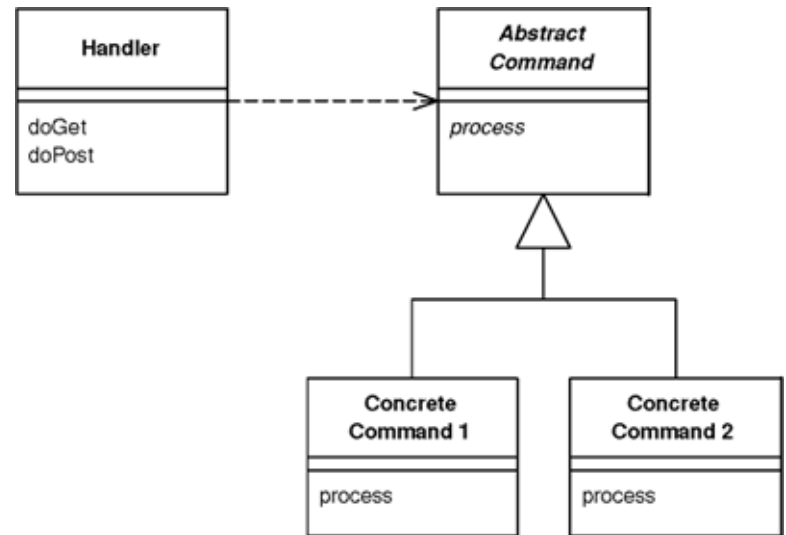 Handler
doGet
doPost
Abstract
Command
process
Concrete
Command 1
process
Concrete
Command 2
process